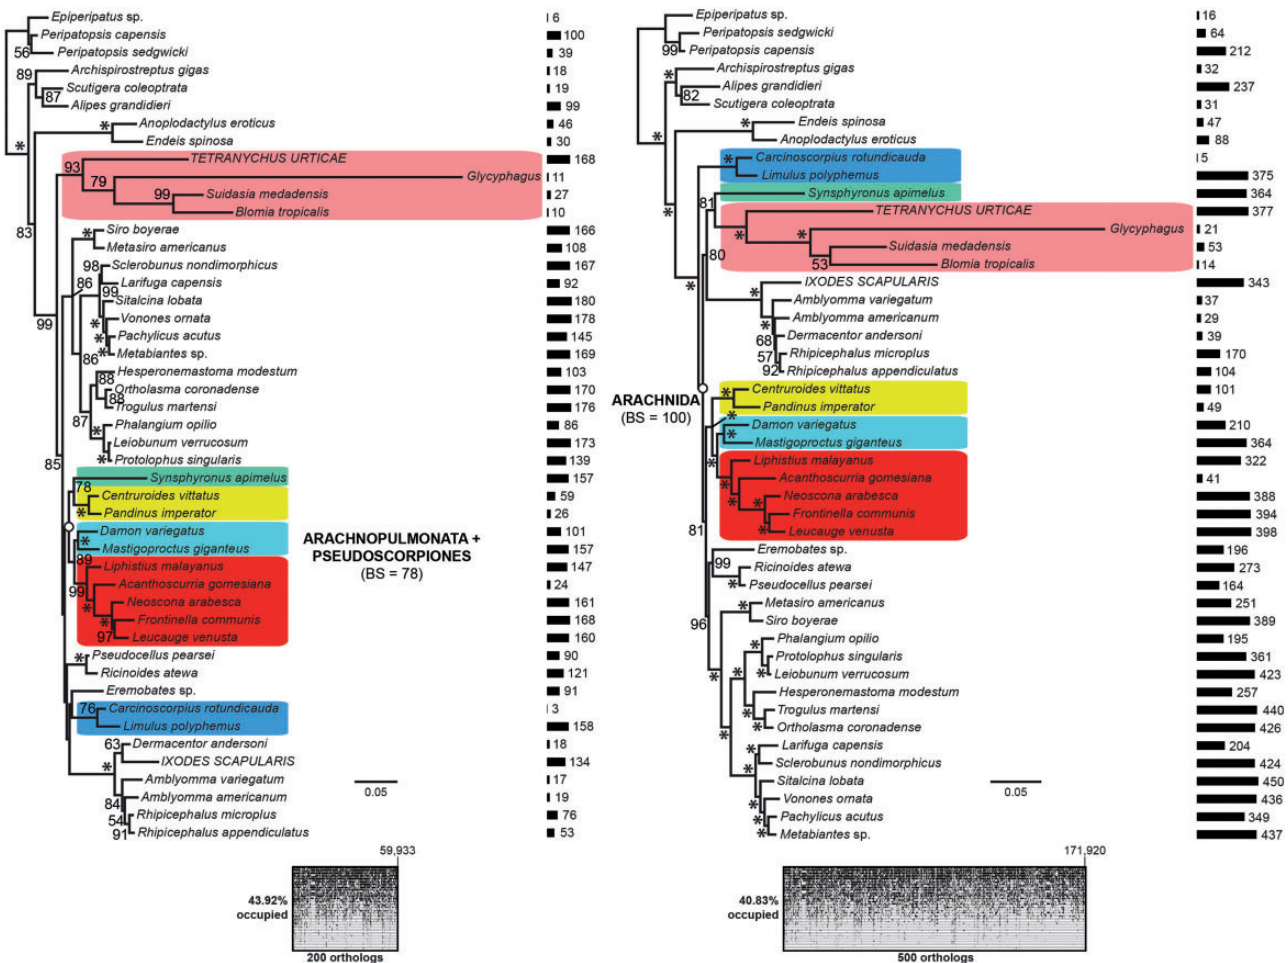 Epiperipatus sp. 6
Peripatopsis capensis 100
56 Peripatopsis sedgwicki 39
89 Archispirostreptus gigas 18
Scutigera coleoptrata 19
87 Alipes grandidieri 99
* Anoplodactylus eroticus 46
* Endeis spinosa 30
93 TETRANYCHUS URTICAE 168
79 Glycyphagus 11
99 Suidasia medadensis 27
Blomia tropicalis 10
83 * Siro boyerae 166
Metasiro americanus 108
98 Sclerobunus nondimorphicus 167
86 99 Larifuga capensis 92
Sitalcina lobata 180
99 * Vonones ornata 178
* Pachylicus acutus 145
86 * Metabiantes sp. 169
88 Hesperonemastoma modestum 103
88 Ortholasma coronadense 170
Trogulus martensi 176
87 * Phalangium opilio 86
Leiobunum verrucosum 173
85 * Protolophus singularis 139
78 Synsphyronus apimelus 157
Centruroides vittatus 59
* Pandinus imperator 26
Damon variegatus 101
* Mastigoproctus giganteus 157
89 Liphistius malayanus 147
99 Acanthoscurria gomesiana 24
* Neoscona arabesca 161
* Frontinella communis 168
97 Leucauge venusta 160
* Pseudocellus pearsei 90
Ricinoides atewa 121
Eremobates sp. 91
76 Carcinoscorpius rotundicauda 3
Limulus polyphemus 158
63 Dermacentor andersoni 18
* IXODES SCAPULARIS 134
Amblyomma variegatum 17
84 Amblyomma americanum 19
54 Rhipicephalus microplus 76
91 Rhipicephalus appendiculatus 53
ARACHNOPULMONATA +
PSEUDOSCORPIONES
(BS = 78)
0.05
59,933
43.92%
occupied
200 orthologs
Epiperipatus sp. 16
Peripatopsis sedgwicki 64
99 Peripatopsis capensis 212
* Archispirostreptus gigas 32
Alipes grandidieri 237
82 Scutigera coleoptrata 31
* Endeis spinosa 47
* Anoplodactylus eroticus 88
* Carcinoscorpius rotundicauda 5
Limulus polyphemus 375
* Synsphyronus apimelus 364
81 TETRANYCHUS URTICAE 377
* * Glycyphagus 21
80 Suidasia medadensis 53
53 Blomia tropicalis 14
* IXODES SCAPULARIS 343
* Amblyomma variegatum 37
Amblyomma americanum 29
68 Dermacentor andersoni 39
57 Rhipicephalus microplus 170
92 Rhipicephalus appendiculatus 104
* Centruroides vittatus 101
Pandinus imperator 49
* Damon variegatus 210
* Mastigoproctus giganteus 364
* Liphistius malayanus 322
* Acanthoscurria gomesiana 41
* * Neoscona arabesca 388
Frontinella communis 394
81 * Leucauge venusta 398
Eremobates sp. 196
99 Ricinoides atewa 273
* Pseudocellus pearsei 164
* Metasiro americanus 251
96 Siro boyerae 389
Phalangium opilio 195
* Protolophus singularis 361
* * Leiobunum verrucosum 423
* Hesperonemastoma modestum 257
* Trogulus martensi 440
* Ortholasma coronadense 426
* Larifuga capensis 204
* * Sclerobunus nondimorphicus 424
Sitalcina lobata 450
* Vonones ornata 436
* Pachylicus acutus 349
* Metabiantes sp. 437
ARACHNIDA
(BS = 100)
0.05
171,920
40.83%
occupied
500 orthologs